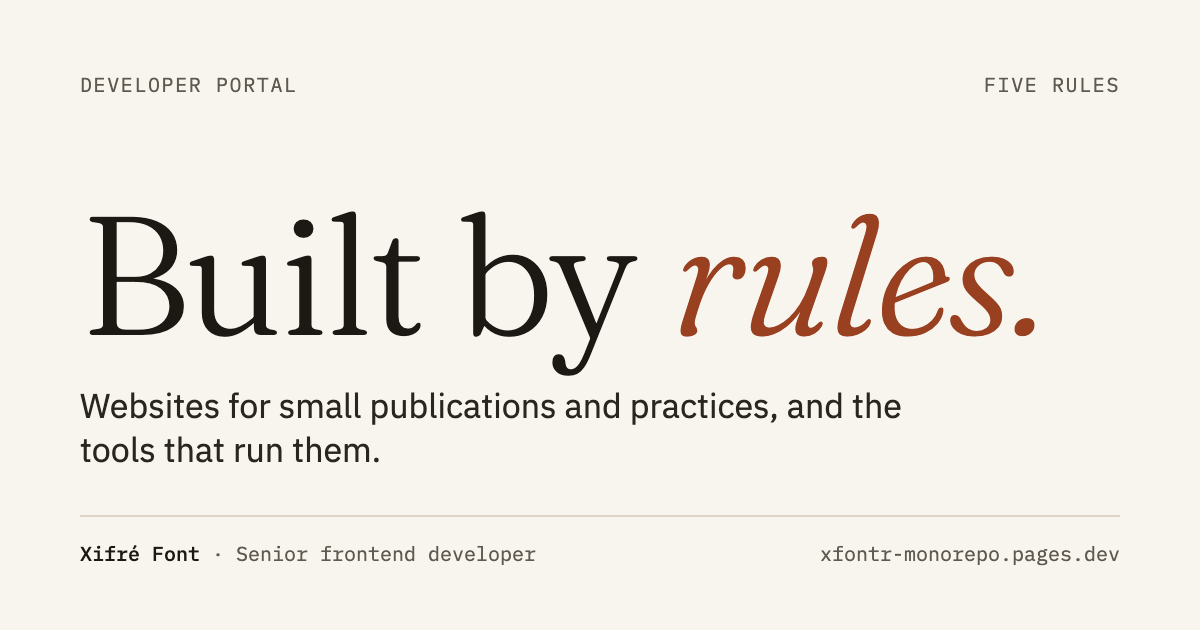 DEVELOPER PORTAL
FIVE RULES
Built by rules.
Websites for small publications and practices, and the
tools that run them.
Xifré Font · Senior frontend developer
xfontr-monorepo.pages.dev